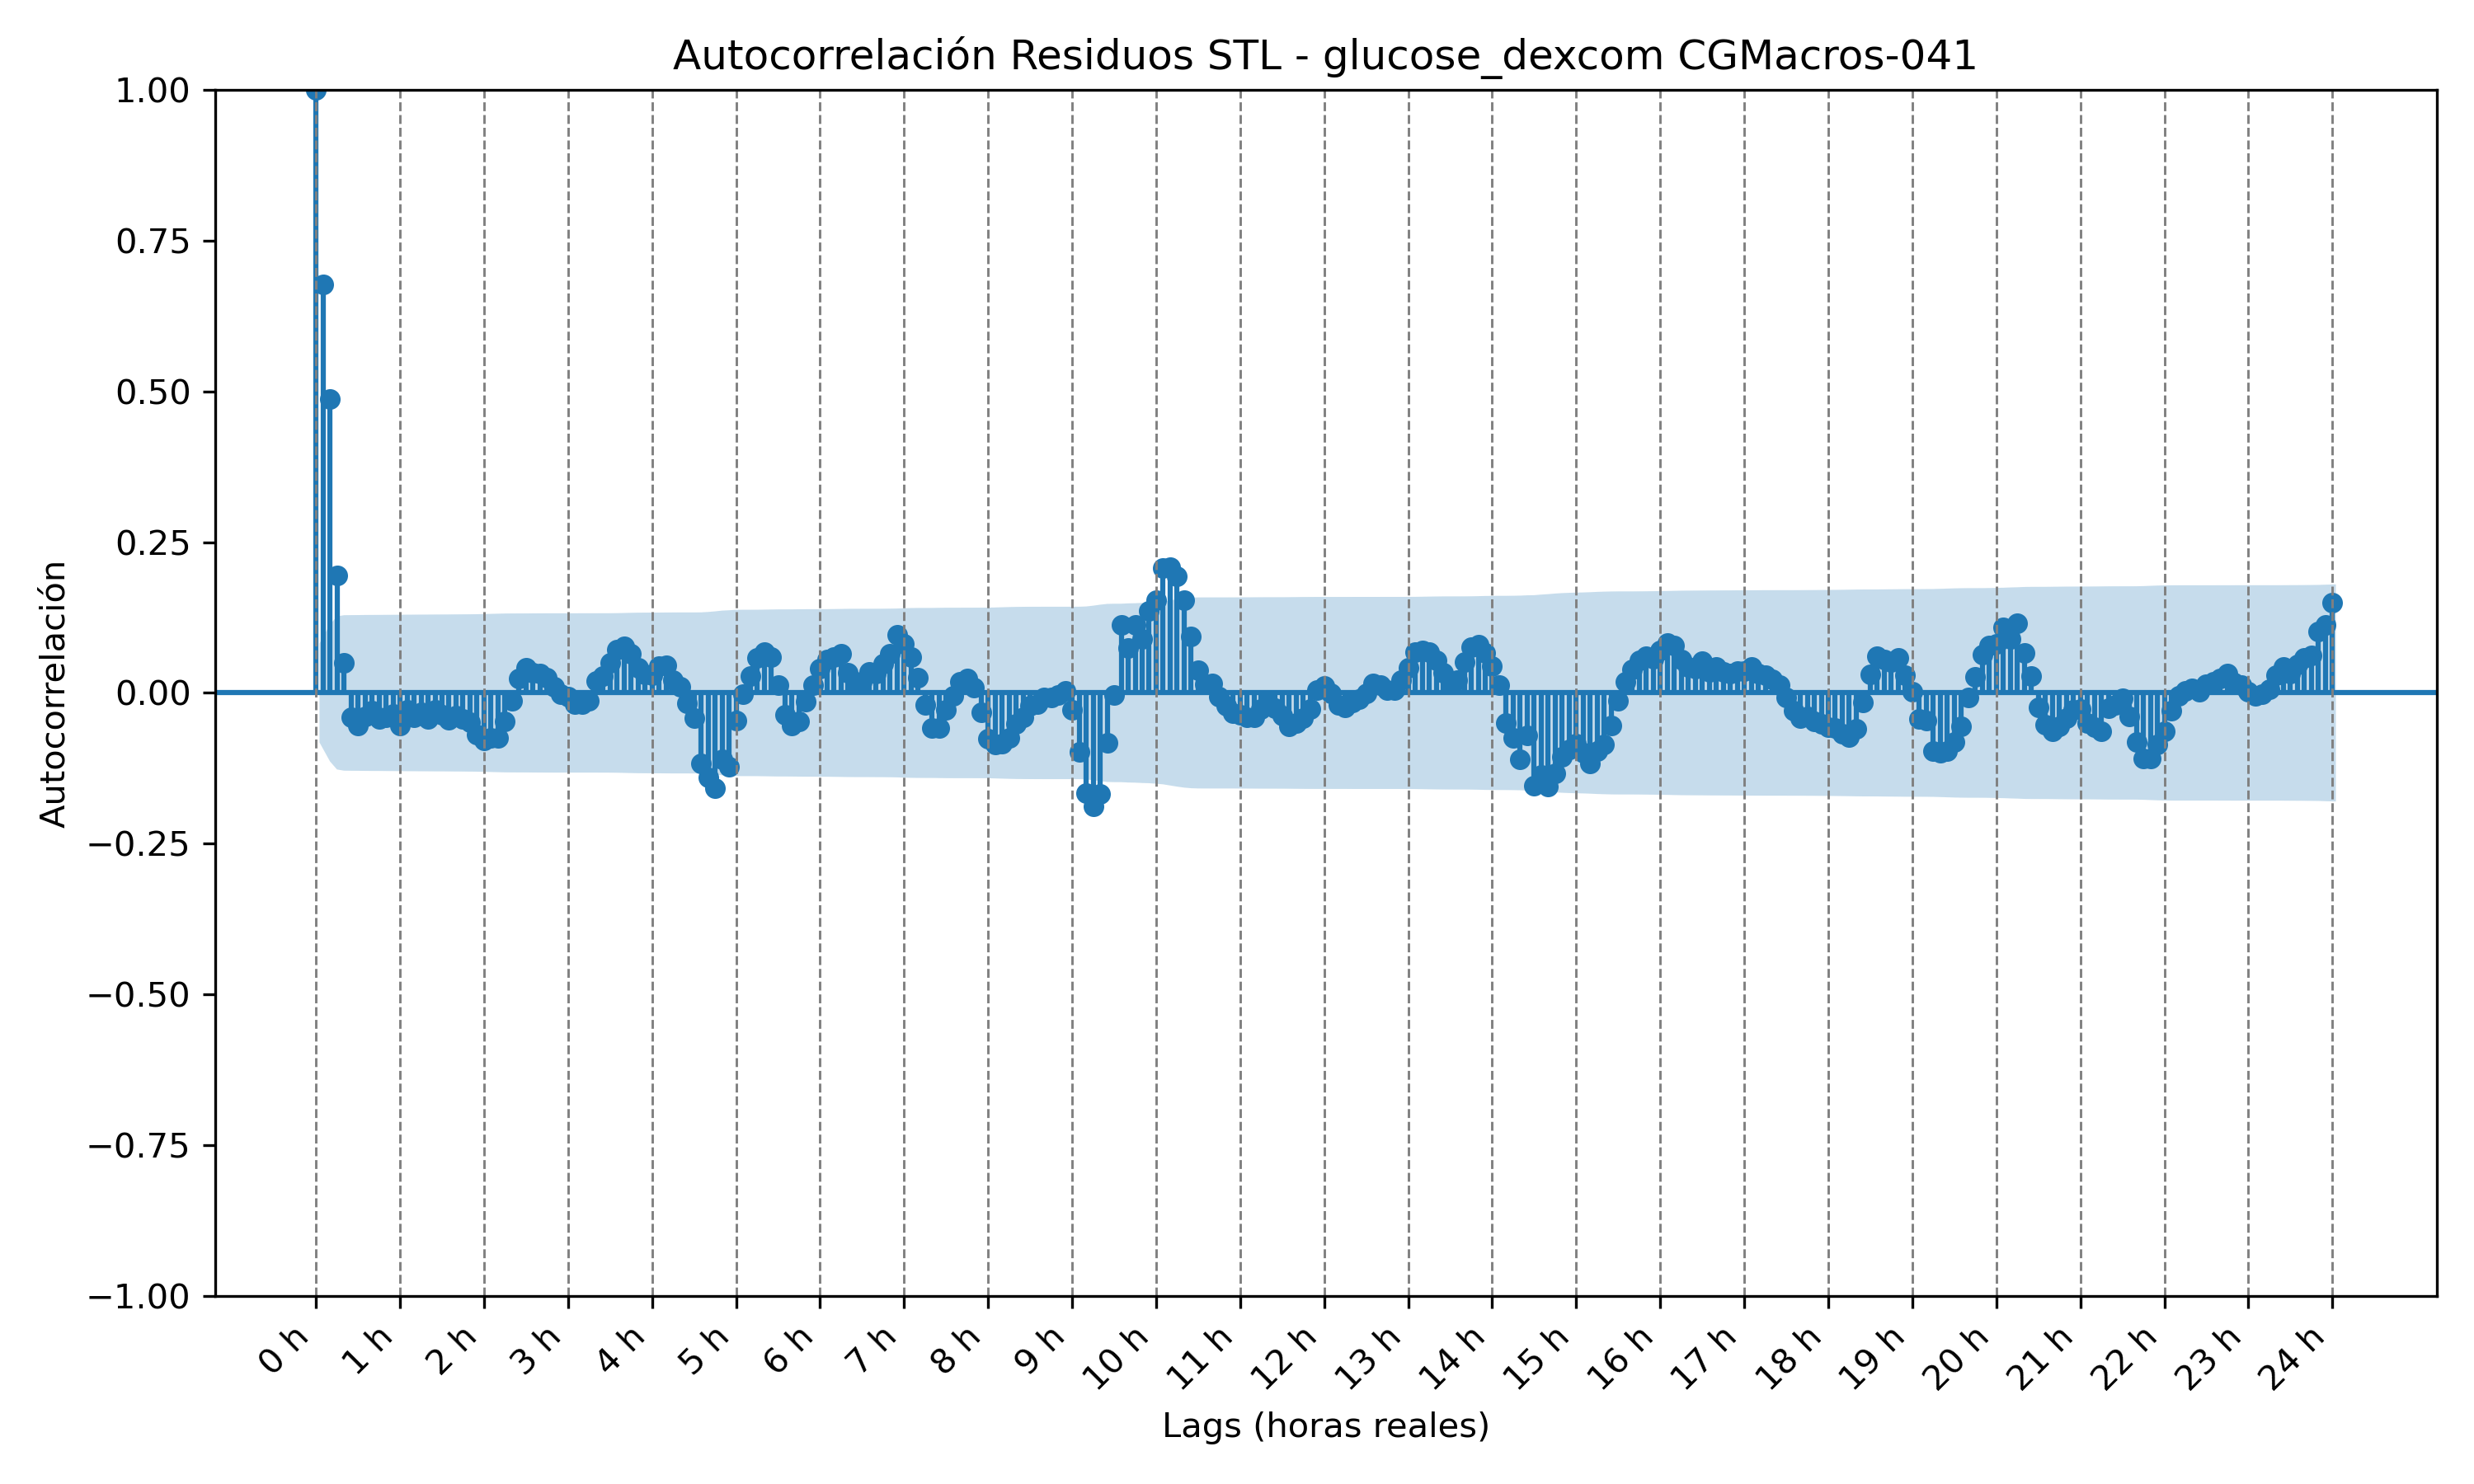 Autocorrelación Residuos STL - glucose_dexcom CGMacros-041
1.00
0.75
0.50
0.25
0.00
−0.25
−0.50
−0.75
−1.00
Autocorrelación
0 h
1 h
2 h
3 h
4 h
5 h
6 h
7 h
8 h
9 h
10 h
11 h
12 h
13 h
14 h
15 h
16 h
17 h
18 h
19 h
20 h
21 h
22 h
23 h
24 h
Lags (horas reales)